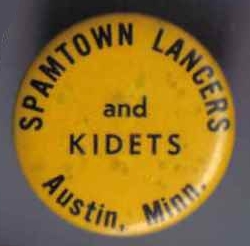 SPAMTOWN LANCERS
and
KIDETS
Austin, Minn.